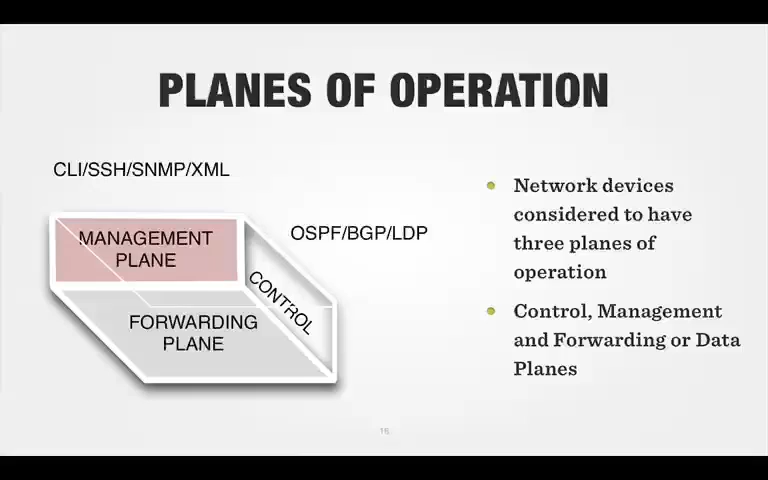 PLANES OF OPERATION
CLI/SSH/SNMP/XML
MANAGEMENT
PLANE
OSPF/BGP/LDP
CONTROL
FORWARDING
PLANE
Network devices
considered to have
three planes of
operation
Control, Management
and Forwarding or Data
Planes